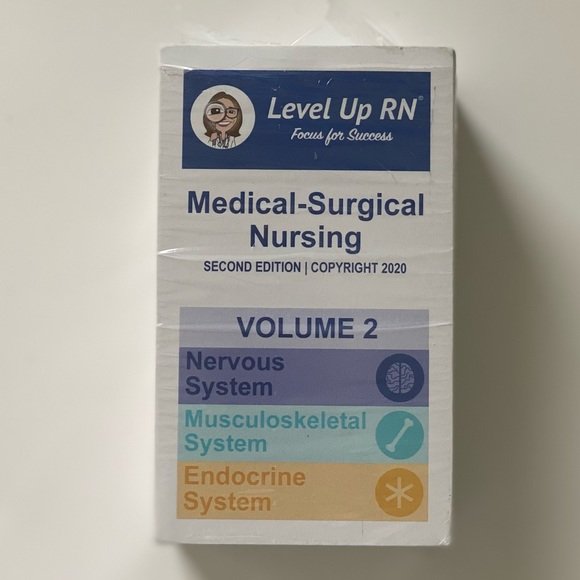 Level Up RN®
Focus for Success
Medical-Surgical
Nursing
SECOND EDITION | COPYRIGHT 2020
VOLUME 2
Nervous
System
Musculoskeletal
System
Endocrine
System